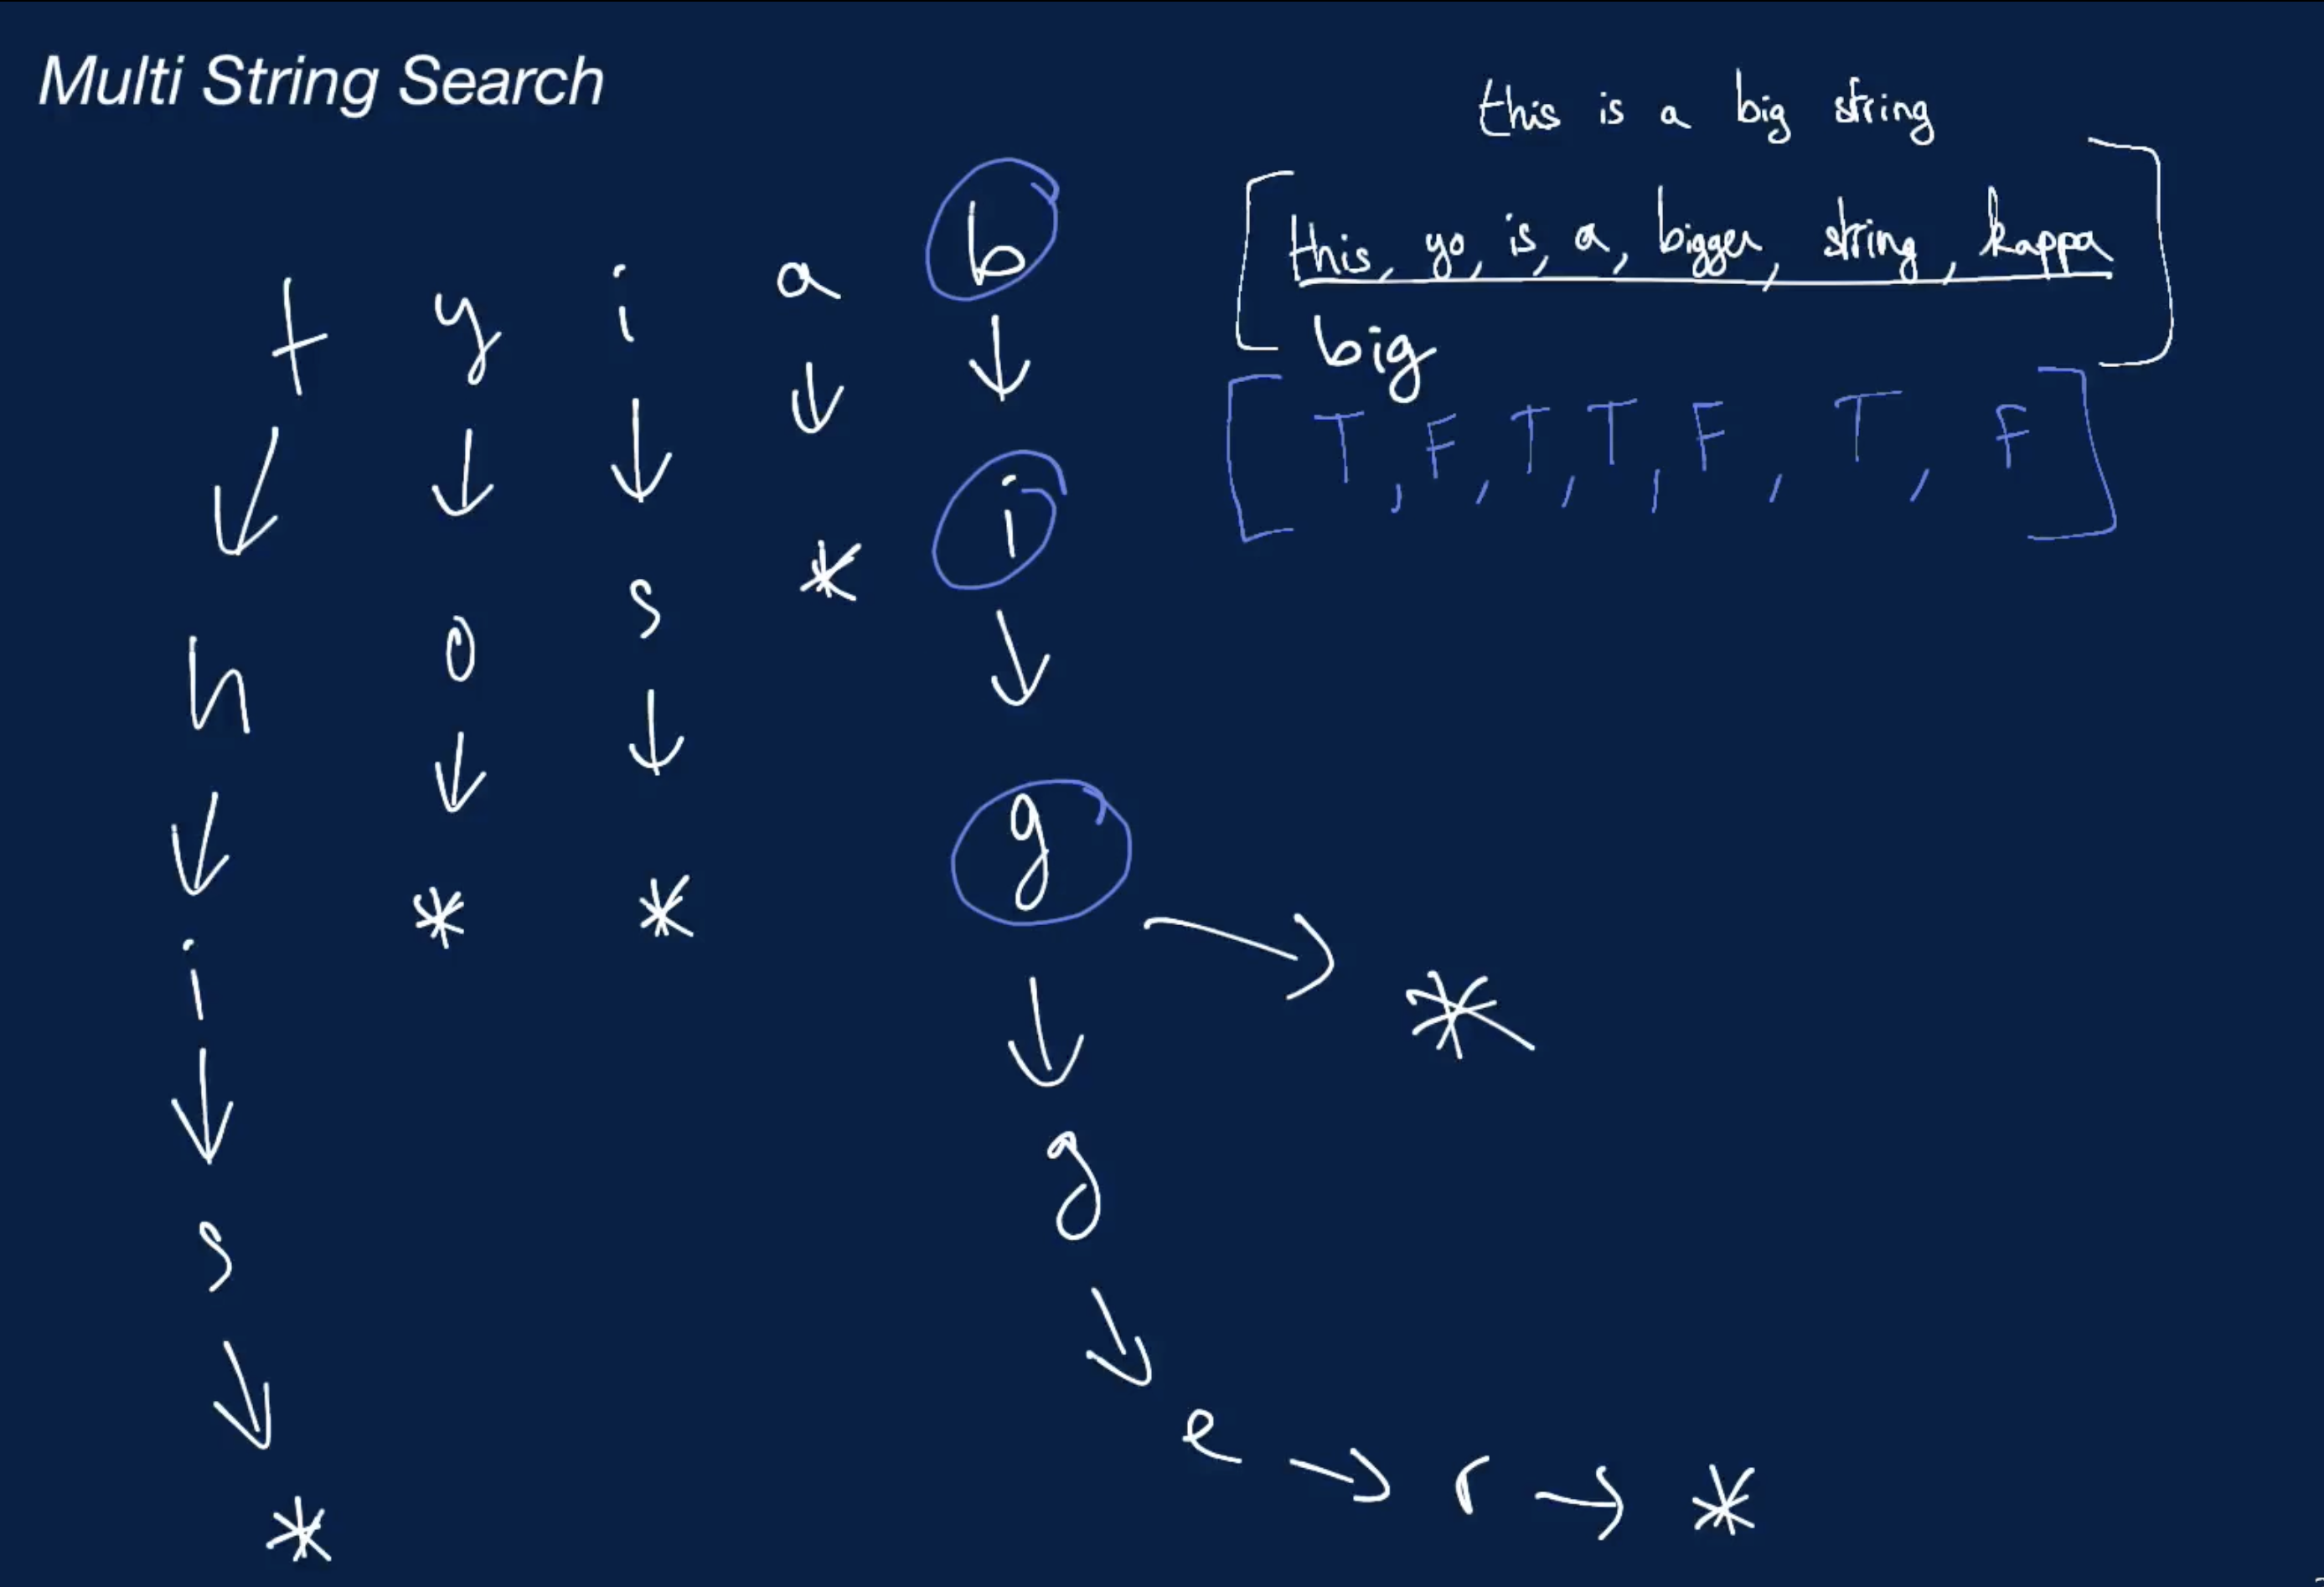 Multi String Search
this is a big string
[ this, yo, is, a, bigger, string, kappa ]
big
[ T, F, T, T, F, T, F ]
t y i a b
h o s * i
i * * g *
s g
* e r *